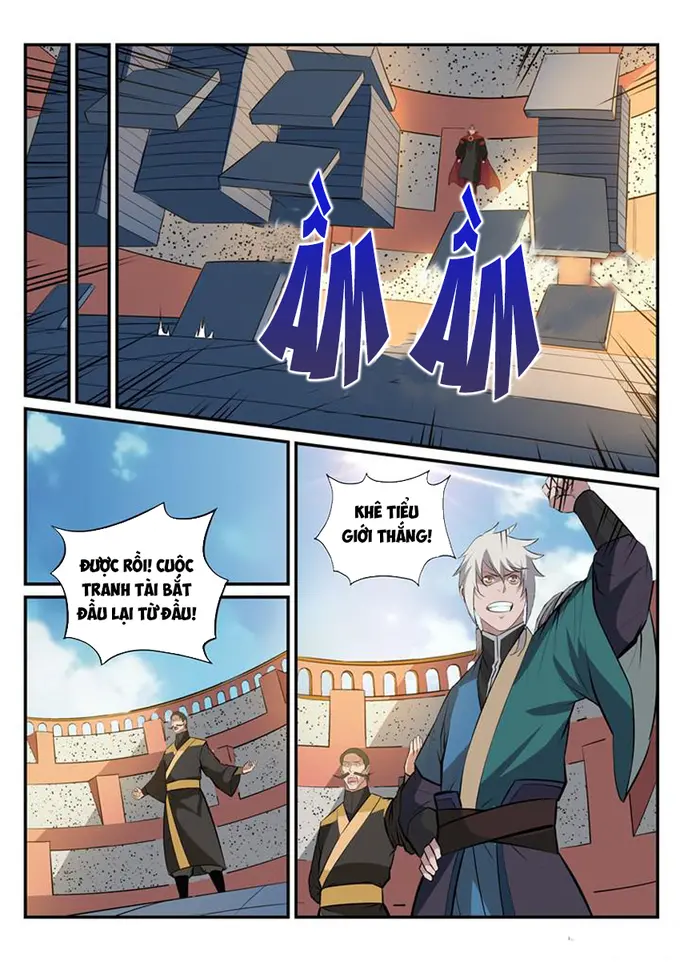 ẦM ẦM
ĐƯỢC RỒI! CUỘC
TRANH TÀI BẮT
ĐẦU LẠI TỪ ĐẦU!
KHÊ TIỂU
GIỚI THẮNG!